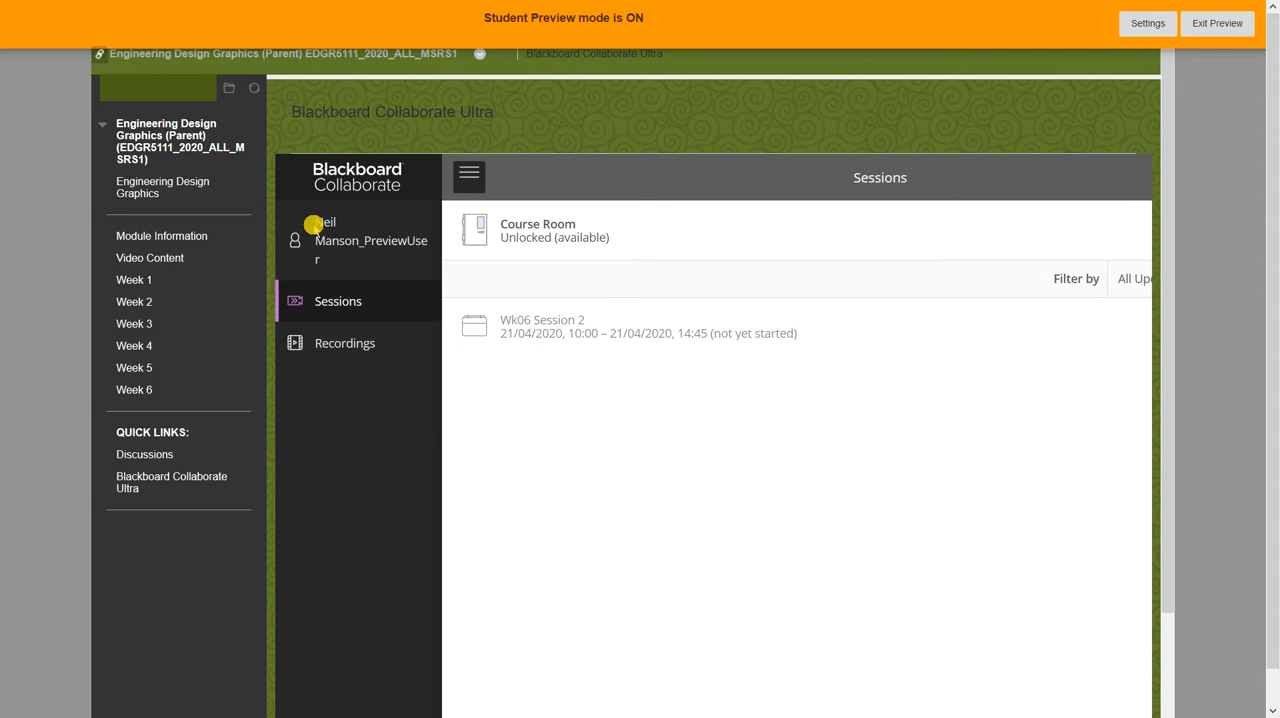 Student Preview mode is ON
Settings
Exit Preview
Engineering Design Graphics (Parent) EDGR5111_2020_ALL_MSRS1
Blackboard Collaborate Ultra
Engineering Design
Graphics (Parent)
(EDGR5111_2020_ALL_M
SRS1)
Engineering Design
Graphics
Module Information
Video Content
Week 1
Week 2
Week 3
Week 4
Week 5
Week 6
QUICK LINKS:
Discussions
Blackboard Collaborate
Ultra
Blackboard Collaborate Ultra
Blackboard
Collaborate
Neil
Manson_PreviewUse
r
Sessions
Recordings
Sessions
Course Room
Unlocked (available)
Filter by
All Upc
Wk06 Session 2
21/04/2020, 10:00 – 21/04/2020, 14:45 (not yet started)